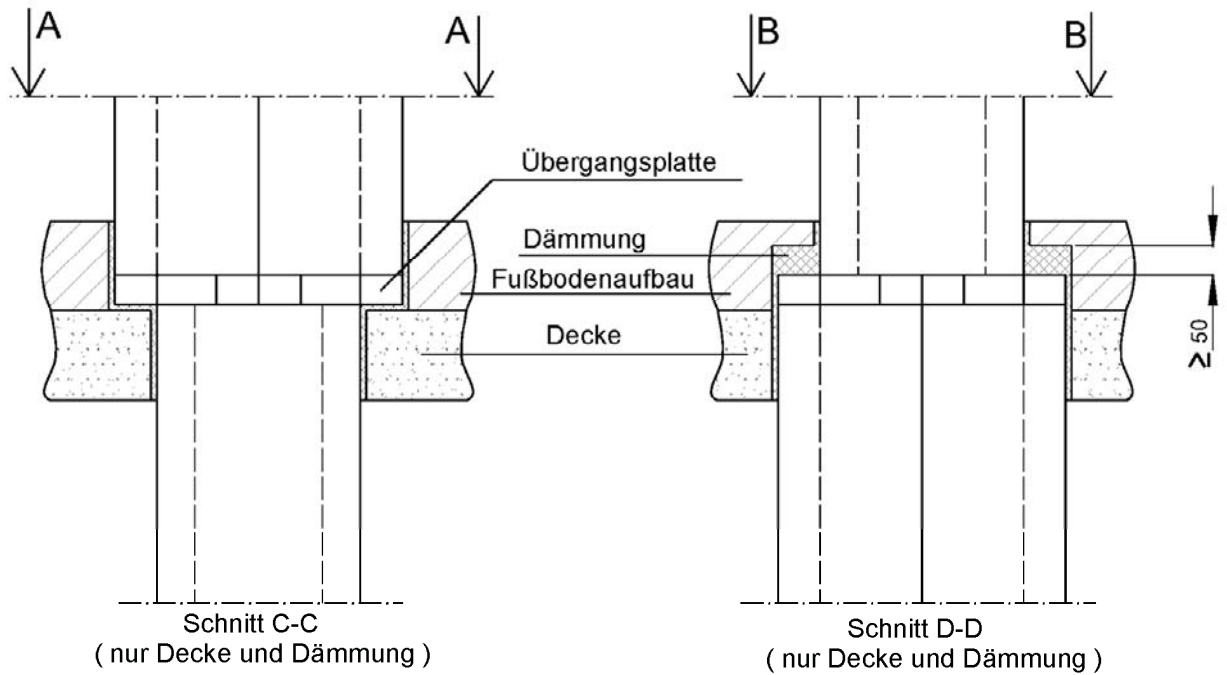 A
A
B
B
Übergangsplatte
Dämmung
Fußbodenaufbau
Decke
≥ 50
Schnitt C-C
( nur Decke und Dämmung )
Schnitt D-D
( nur Decke und Dämmung )